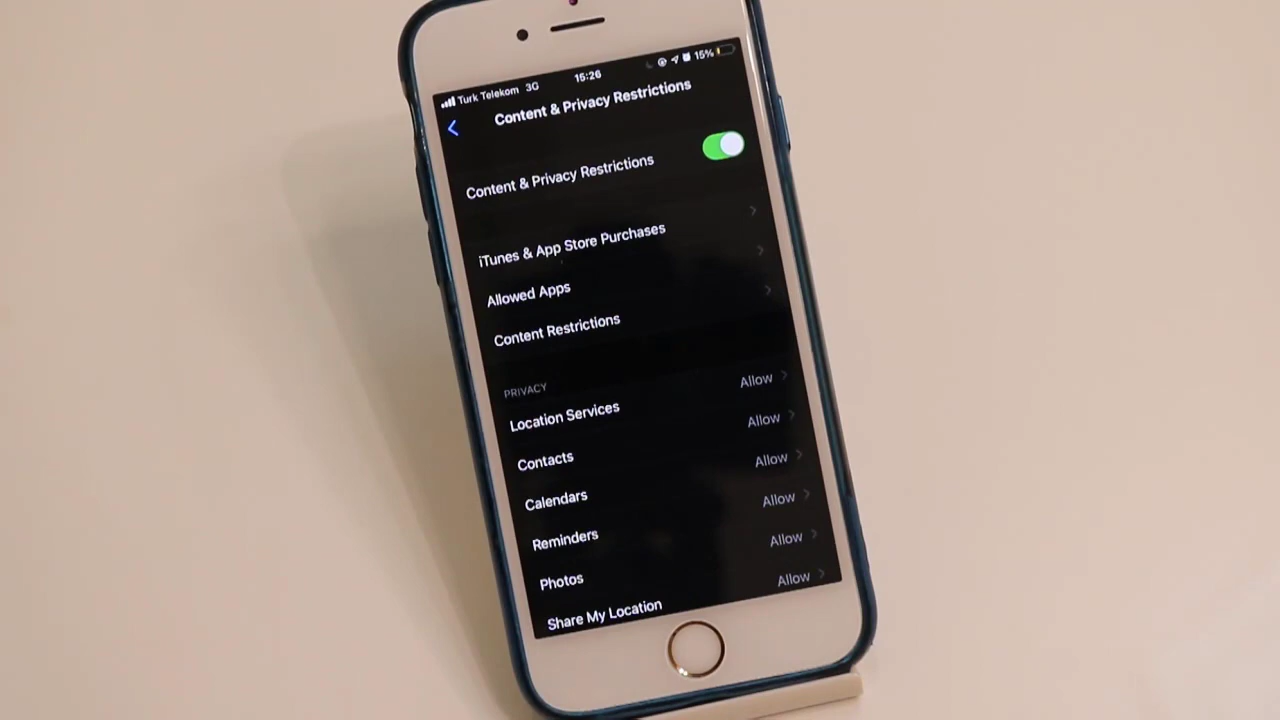 Turk Telekom 3G 15:26 15%
Content & Privacy Restrictions
Content & Privacy Restrictions
iTunes & App Store Purchases
Allowed Apps
Content Restrictions
PRIVACY
Location Services Allow
Contacts Allow
Calendars Allow
Reminders Allow
Photos Allow
Share My Location Allow